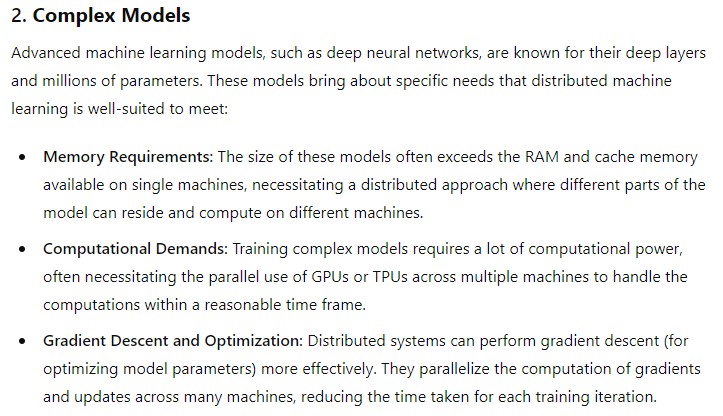 2. Complex Models
Advanced machine learning models, such as deep neural networks, are known for their deep layers
and millions of parameters. These models bring about specific needs that distributed machine
learning is well-suited to meet:
• Memory Requirements: The size of these models often exceeds the RAM and cache memory
available on single machines, necessitating a distributed approach where different parts of the
model can reside and compute on different machines.
• Computational Demands: Training complex models requires a lot of computational power,
often necessitating the parallel use of GPUs or TPUs across multiple machines to handle the
computations within a reasonable time frame.
• Gradient Descent and Optimization: Distributed systems can perform gradient descent (for
optimizing model parameters) more effectively. They parallelize the computation of gradients
and updates across many machines, reducing the time taken for each training iteration.